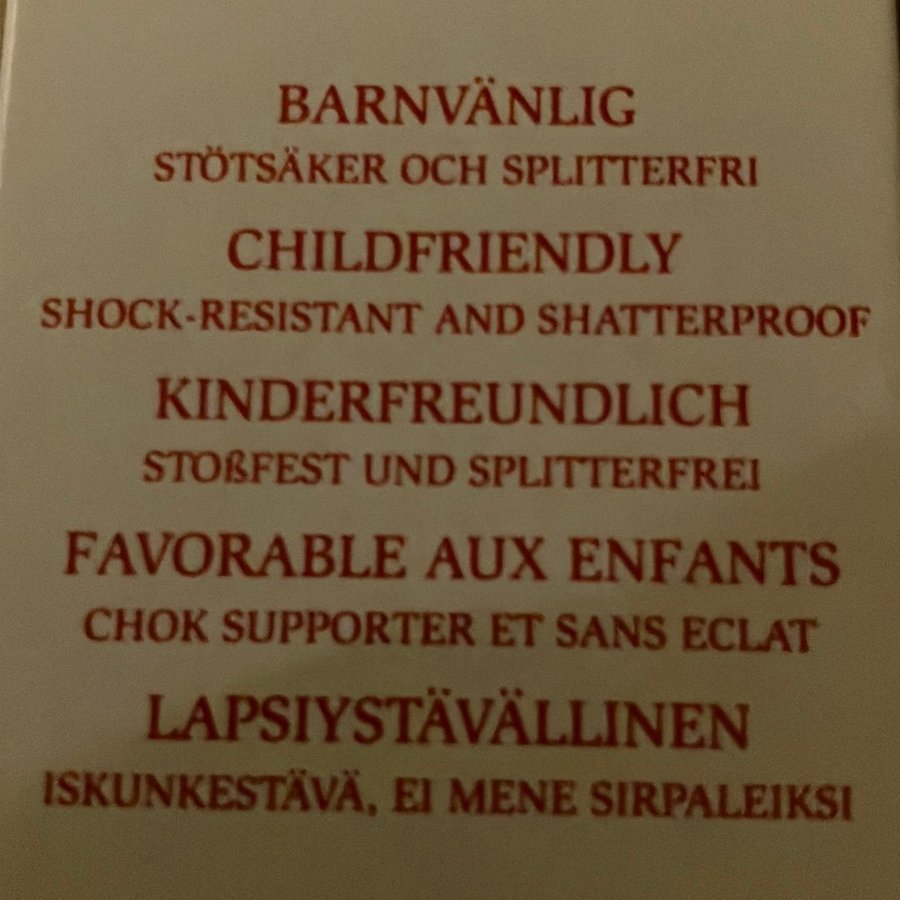 BARNVÄNLIG
STÖTSÄKER OCH SPLITTERFRI
CHILDFRIENDLY
SHOCK-RESISTANT AND SHATTERPROOF
KINDERFREUNDLICH
STOßFEST UND SPLITTERFREI
FAVORABLE AUX ENFANTS
CHOK SUPPORTER ET SANS ECLAT
LAPSIYSTÄVÄLLINEN
ISKUNKESTÄVÄ, EI MENE SIRPALEIKSI